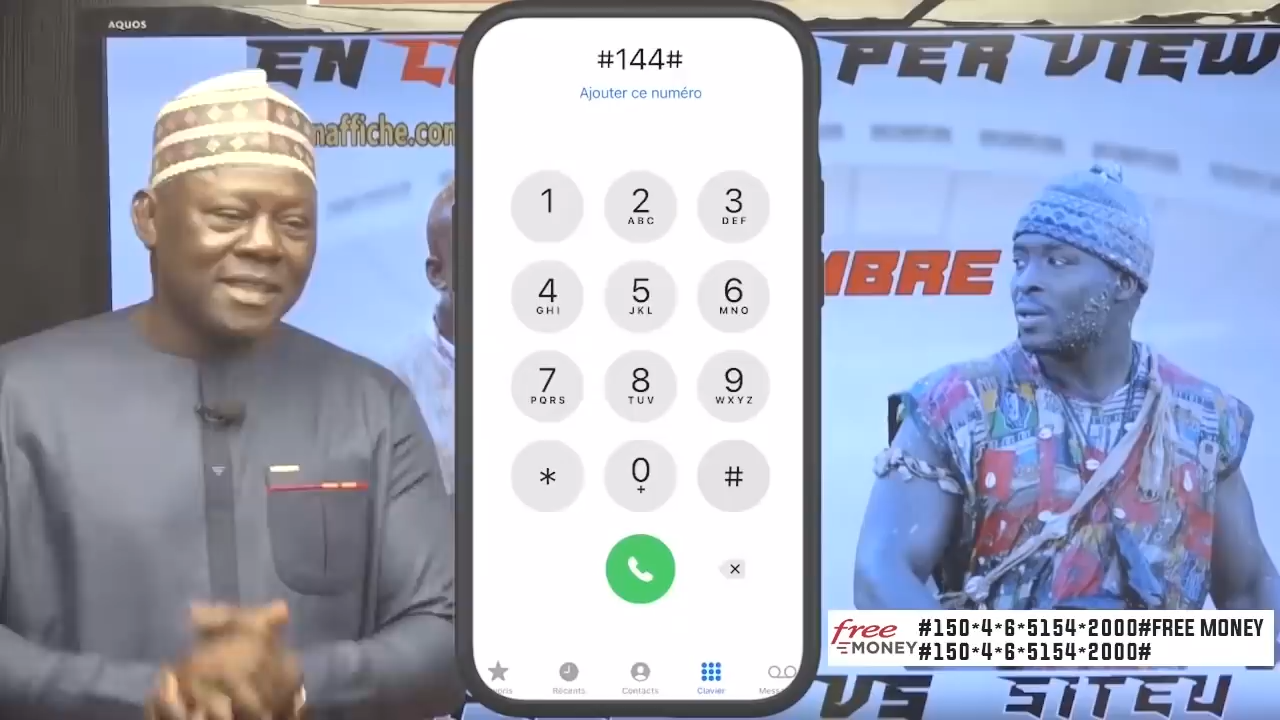 AQUOS
EN
PER VIEW
naffiche.com
MBRE
VS SITEU
#144#
Ajouter ce numéro
1
2
ABC
3
DEF
4
GHI
5
JKL
6
MNO
7
PQRS
8
TUV
9
WXYZ
*
0
+
#
Récents
Contacts
Clavier
free
MONEY
#150*4*6*5154*2000#FREE MONEY
#150*4*6*5154*2000#